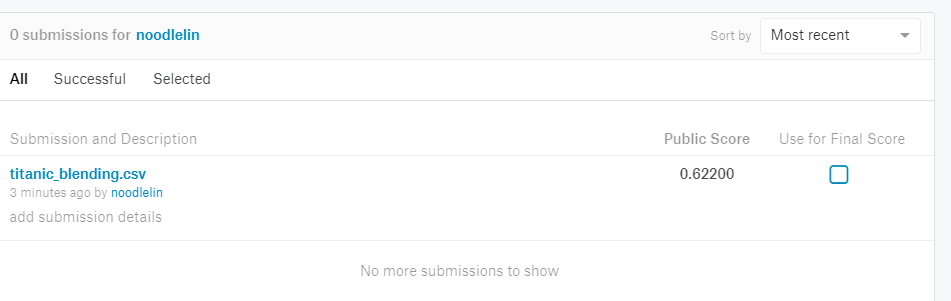 0 submissions for noodlelin Sort by Most recent
All Successful Selected
Submission and Description Public Score Use for Final Score
titanic_blending.csv 0.62200
3 minutes ago by noodlelin
add submission details
No more submissions to show